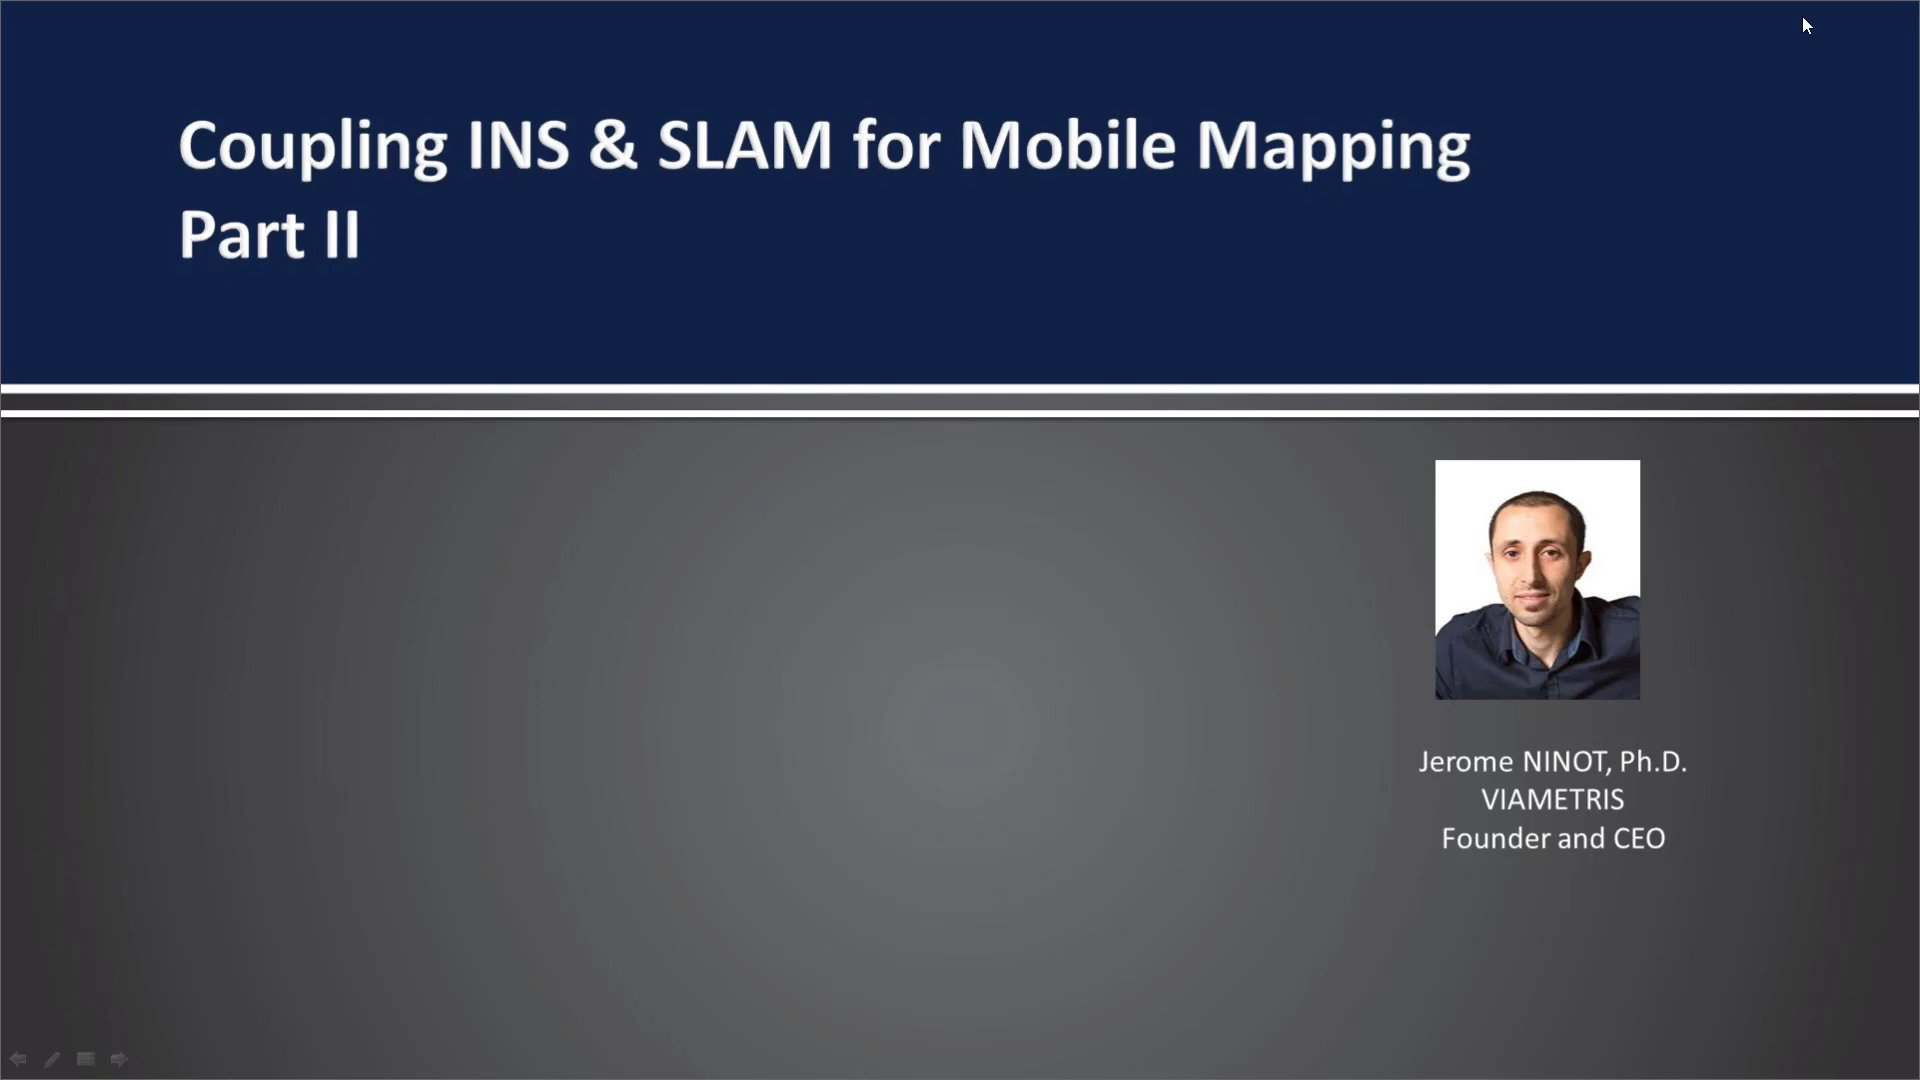 Coupling INS & SLAM for Mobile Mapping
Part II
Jerome NINOT, Ph.D.
VIAMETRIS
Founder and CEO